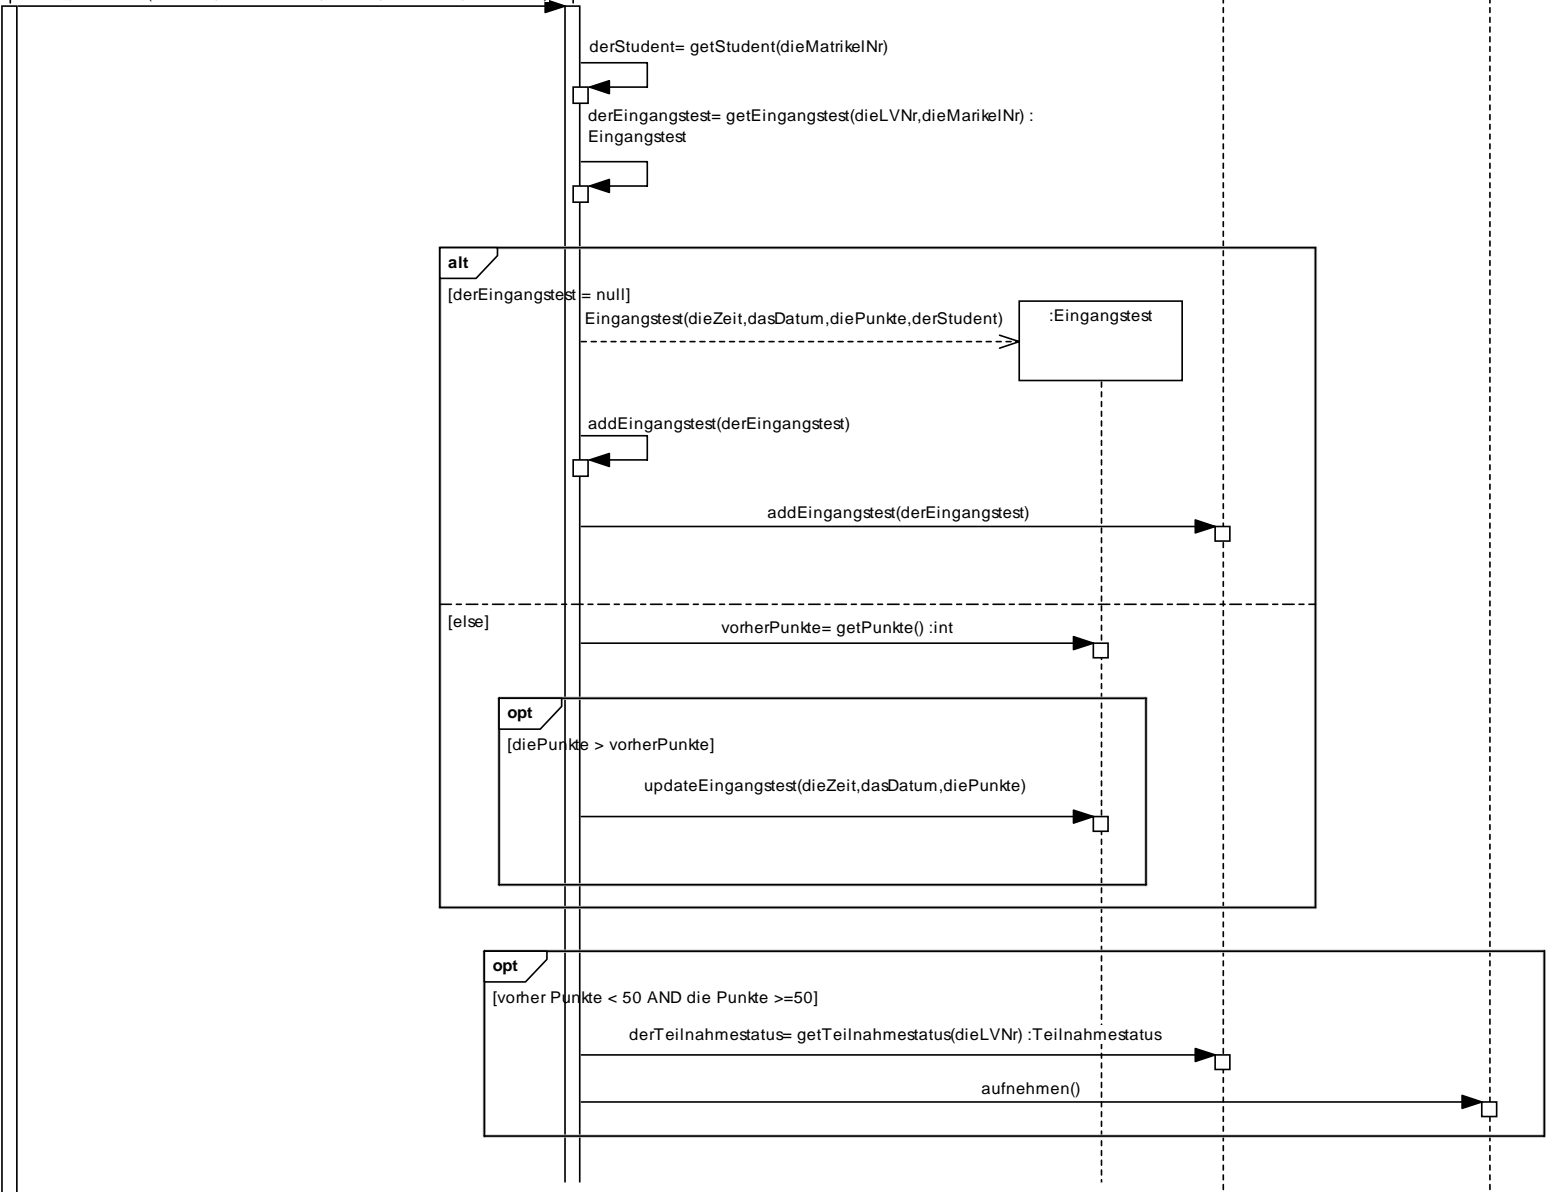 derStudent= getStudent(dieMatrikelNr)
derEingangstest= getEingangstest(dieLVNr,dieMarikelNr) :
Eingangstest
alt
[derEingangstest = null]
Eingangstest(dieZeit,dasDatum,diePunkte,derStudent)
:Eingangstest
addEingangstest(derEingangstest)
addEingangstest(derEingangstest)
[else]
vorherPunkte= getPunkte() :int
opt
[diePunkte > vorherPunkte]
updateEingangstest(dieZeit,dasDatum,diePunkte)
opt
[vorher Punkte < 50 AND die Punkte >=50]
derTeilnahmestatus= getTeilnahmestatus(dieLVNr) :Teilnahmestatus
aufnehmen()